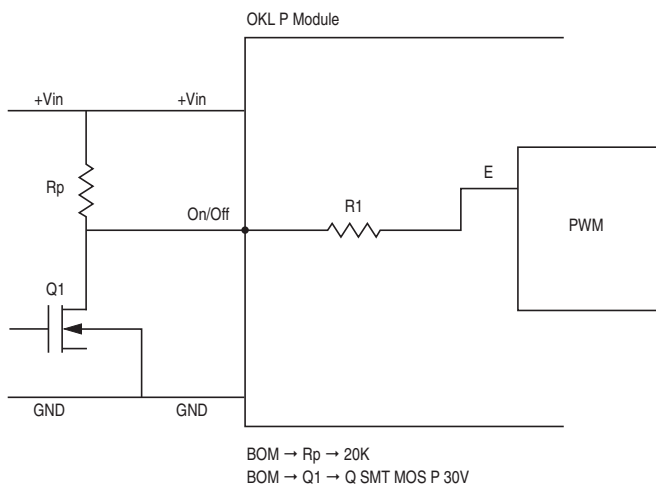 OKL P Module
+Vin
+Vin
Rp
On/Off
R1
E
PWM
Q1
GND
GND
BOM → Rp → 20K
BOM → Q1 → Q SMT MOS P 30V